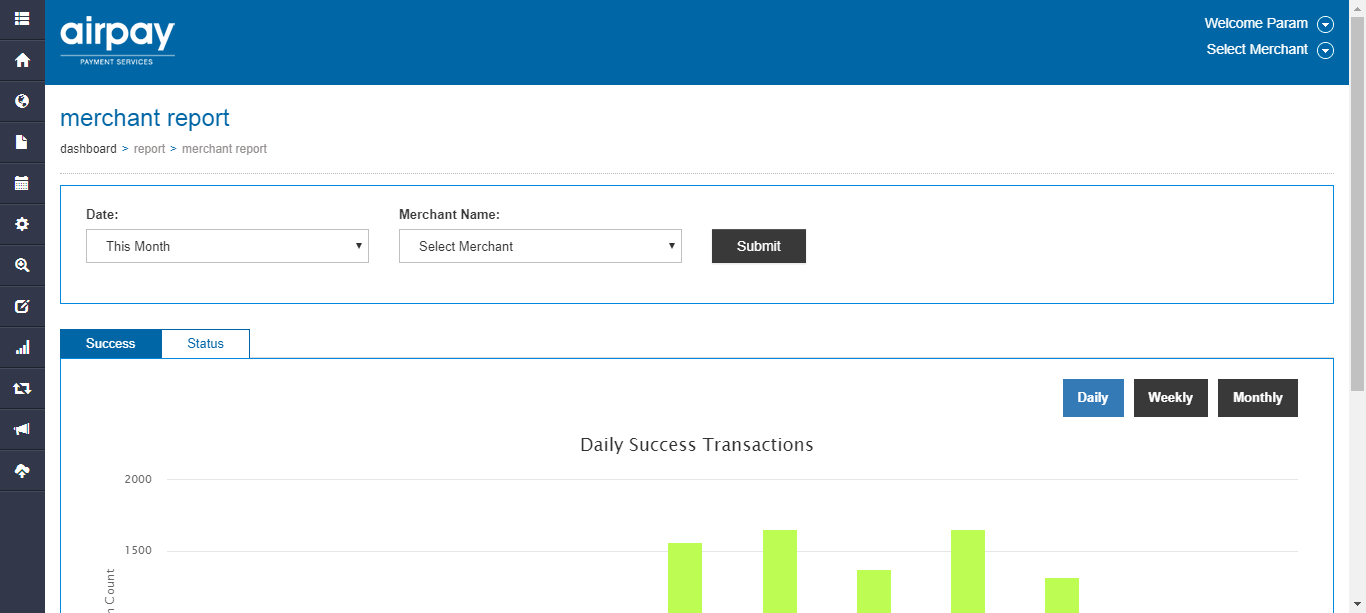 airpay
PAYMENT SERVICES
Welcome Param
Select Merchant
merchant report
dashboard > report > merchant report
Date:
Merchant Name:
This Month
Select Merchant
Submit
Success
Status
Daily
Weekly
Monthly
Daily Success Transactions
2000
1500
Count